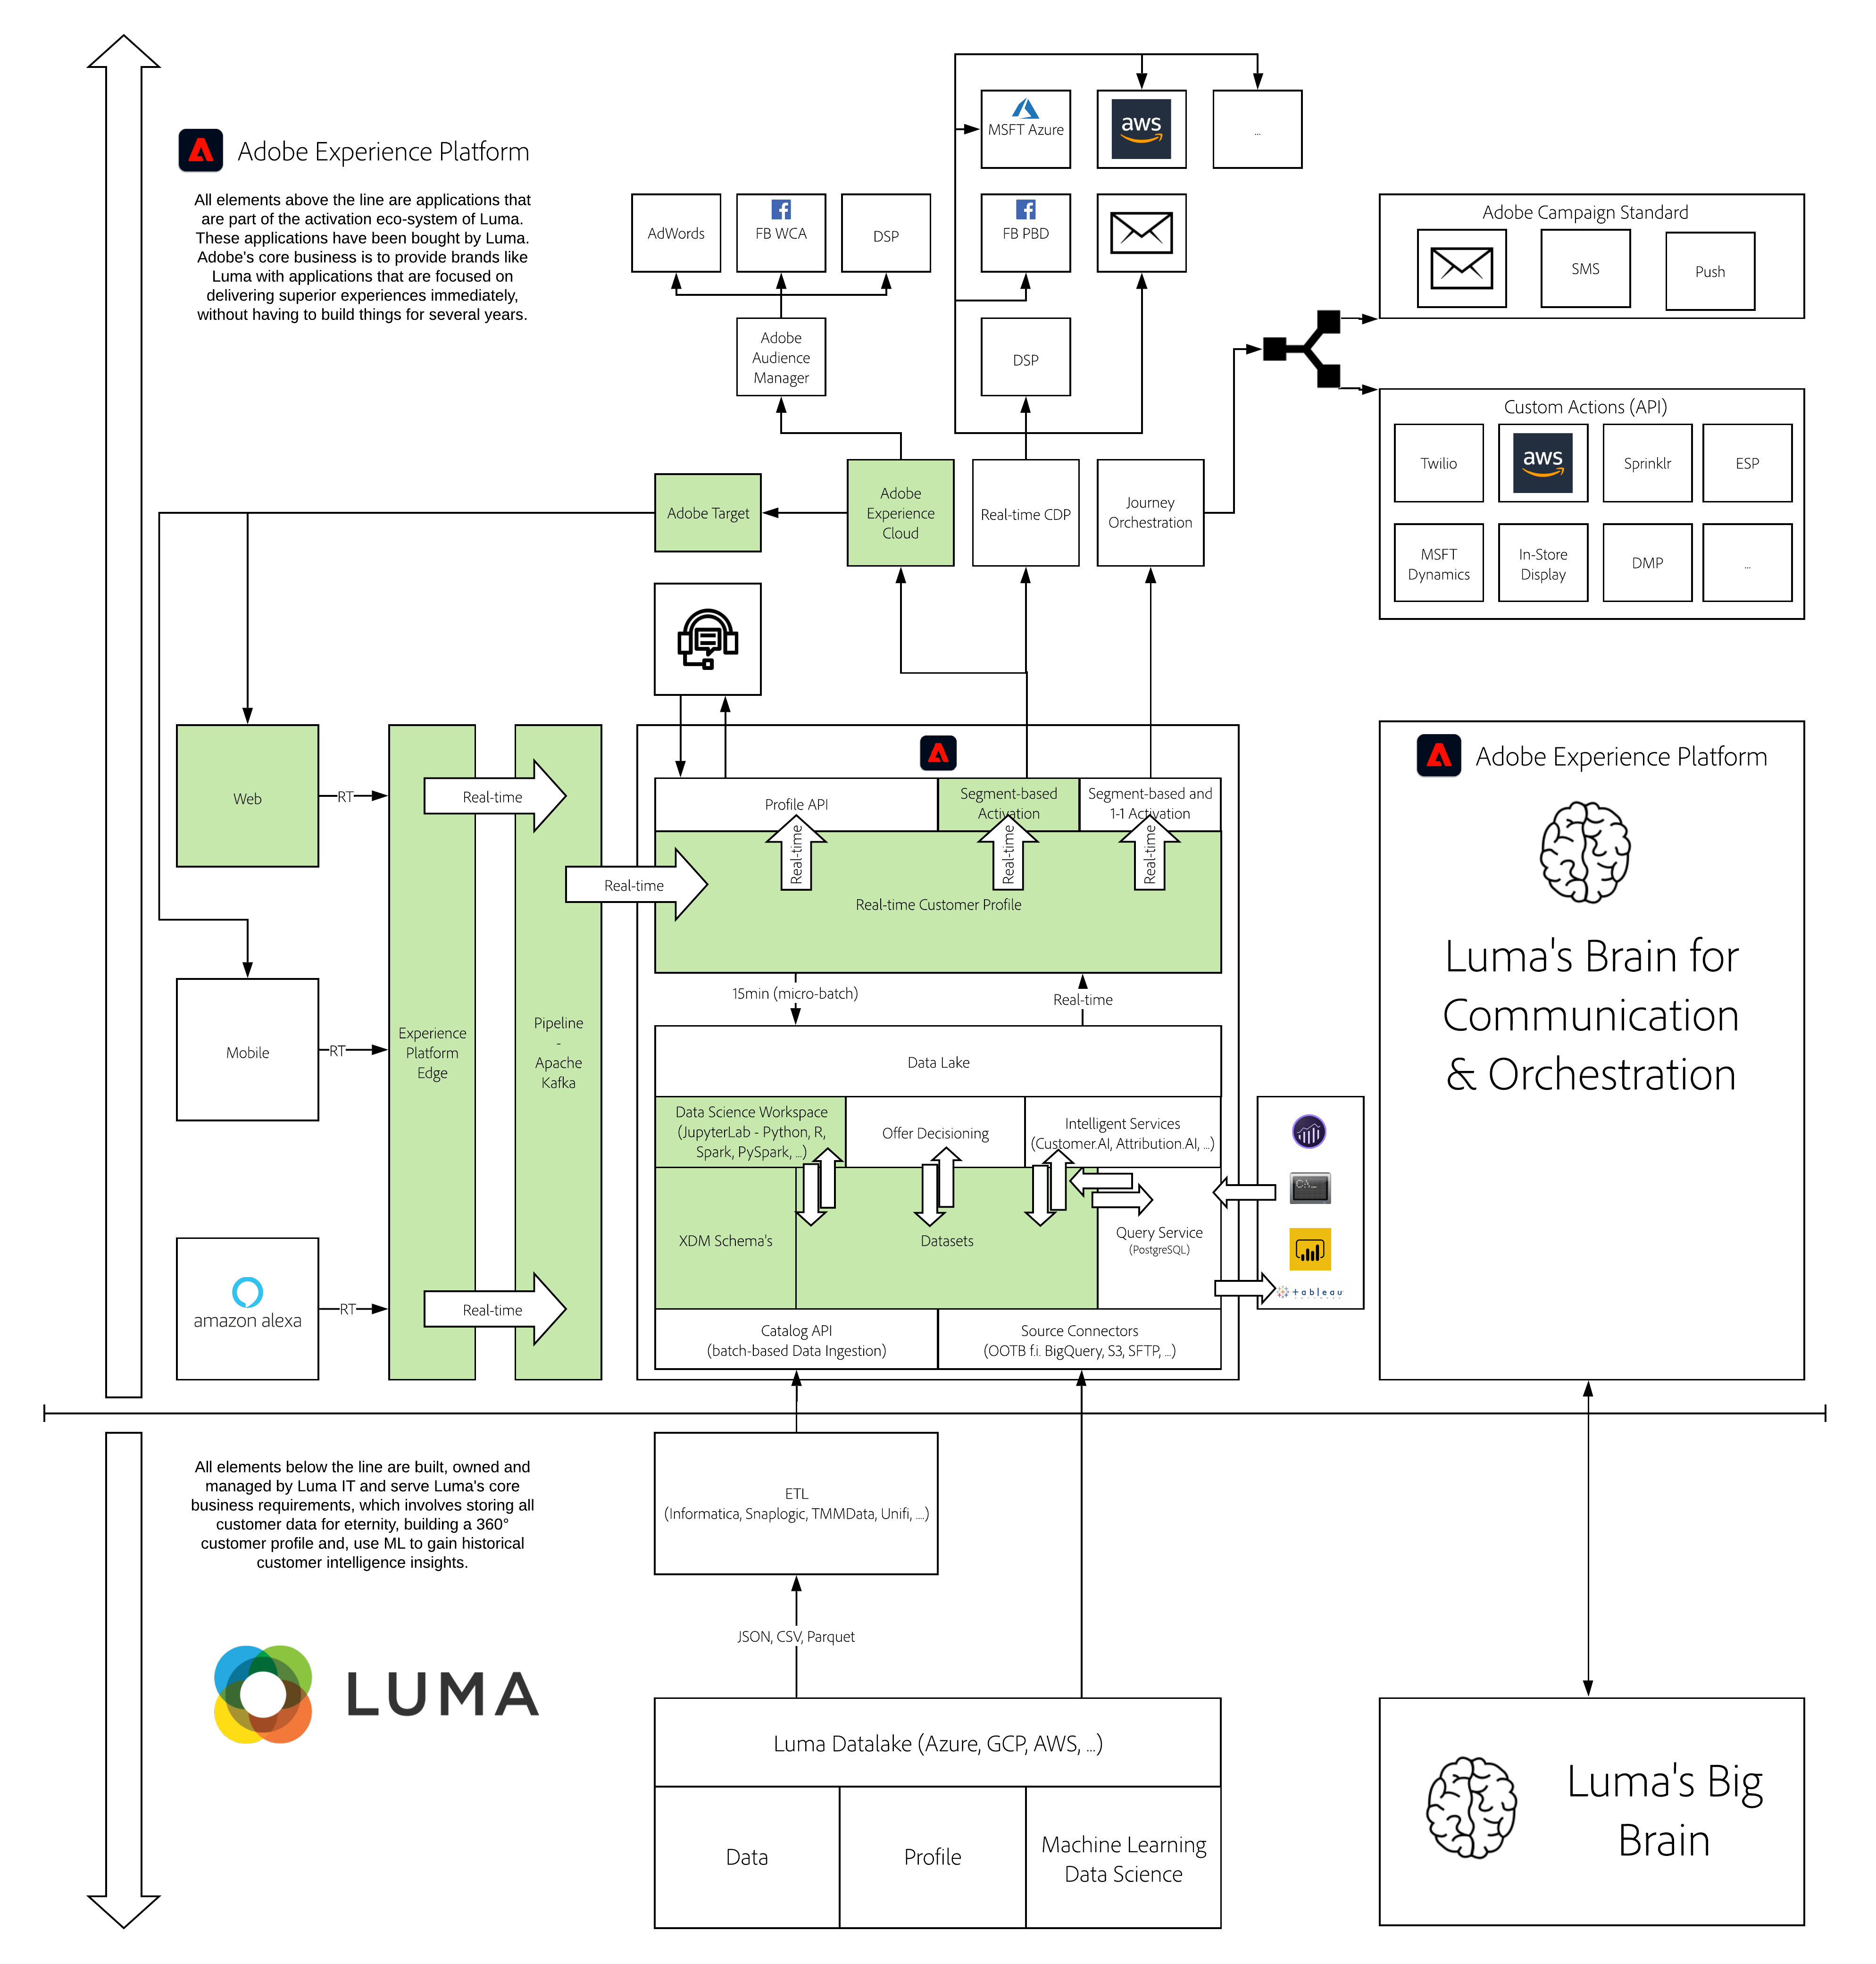 Adobe Experience Platform
All elements above the line are applications that
are part of the activation eco-system of Luma.
These applications have been bought by Luma.
Adobe's core business is to provide brands like
Luma with applications that are focused on
delivering superior experiences immediately,
without having to build things for several years.
MSFT Azure
aws
...
AdWords
FB WCA
DSP
FB PBD
Adobe
Audience
Manager
DSP
Adobe Campaign Standard
SMS
Push
Custom Actions (API)
Twilio
aws
Sprinklr
ESP
MSFT
Dynamics
In-Store
Display
DMP
...
Adobe Target
Adobe
Experience
Cloud
Real-time CDP
Journey
Orchestration
Web
RT
Mobile
RT
amazon alexa
RT
Experience
Platform
Edge
Pipeline
-
Apache
Kafka
Real-time
Real-time
Real-time
Profile API
Segment-based
Activation
Segment-based and
1-1 Activation
Real-time
Real-time
Real-time
Real-time Customer Profile
15min (micro-batch)
Real-time
Data Lake
Data Science Workspace
(JupyterLab - Python, R,
Spark, PySpark, ...)
Offer Decisioning
Intelligent Services
(Customer.AI, Attribution.AI, ...)
XDM Schema's
Datasets
Query Service
(PostgreSQL)
C:\_
+ableau
Catalog API
(batch-based Data Ingestion)
Source Connectors
(OOTB f.i. BigQuery, S3, SFTP, ...)
Adobe Experience Platform
Luma's Brain for
Communication
& Orchestration
All elements below the line are built, owned and
managed by Luma IT and serve Luma's core
business requirements, which involves storing all
customer data for eternity, building a 360°
customer profile and, use ML to gain historical
customer intelligence insights.
LUMA
ETL
(Informatica, Snaplogic, TMMData, Unifi, ....)
JSON, CSV, Parquet
Luma Datalake (Azure, GCP, AWS, ...)
Data
Profile
Machine Learning
Data Science
Luma's Big
Brain